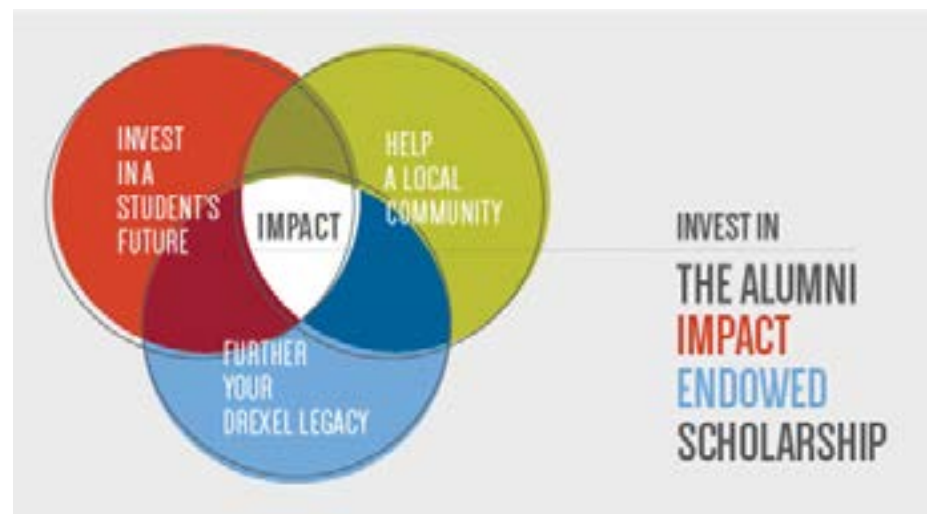 INVEST
IN A
STUDENT'S
FUTURE
HELP
A LOCAL
COMMUNITY
IMPACT
FURTHER
YOUR
DREXEL LEGACY
INVEST IN
THE ALUMNI
IMPACT
ENDOWED
SCHOLARSHIP